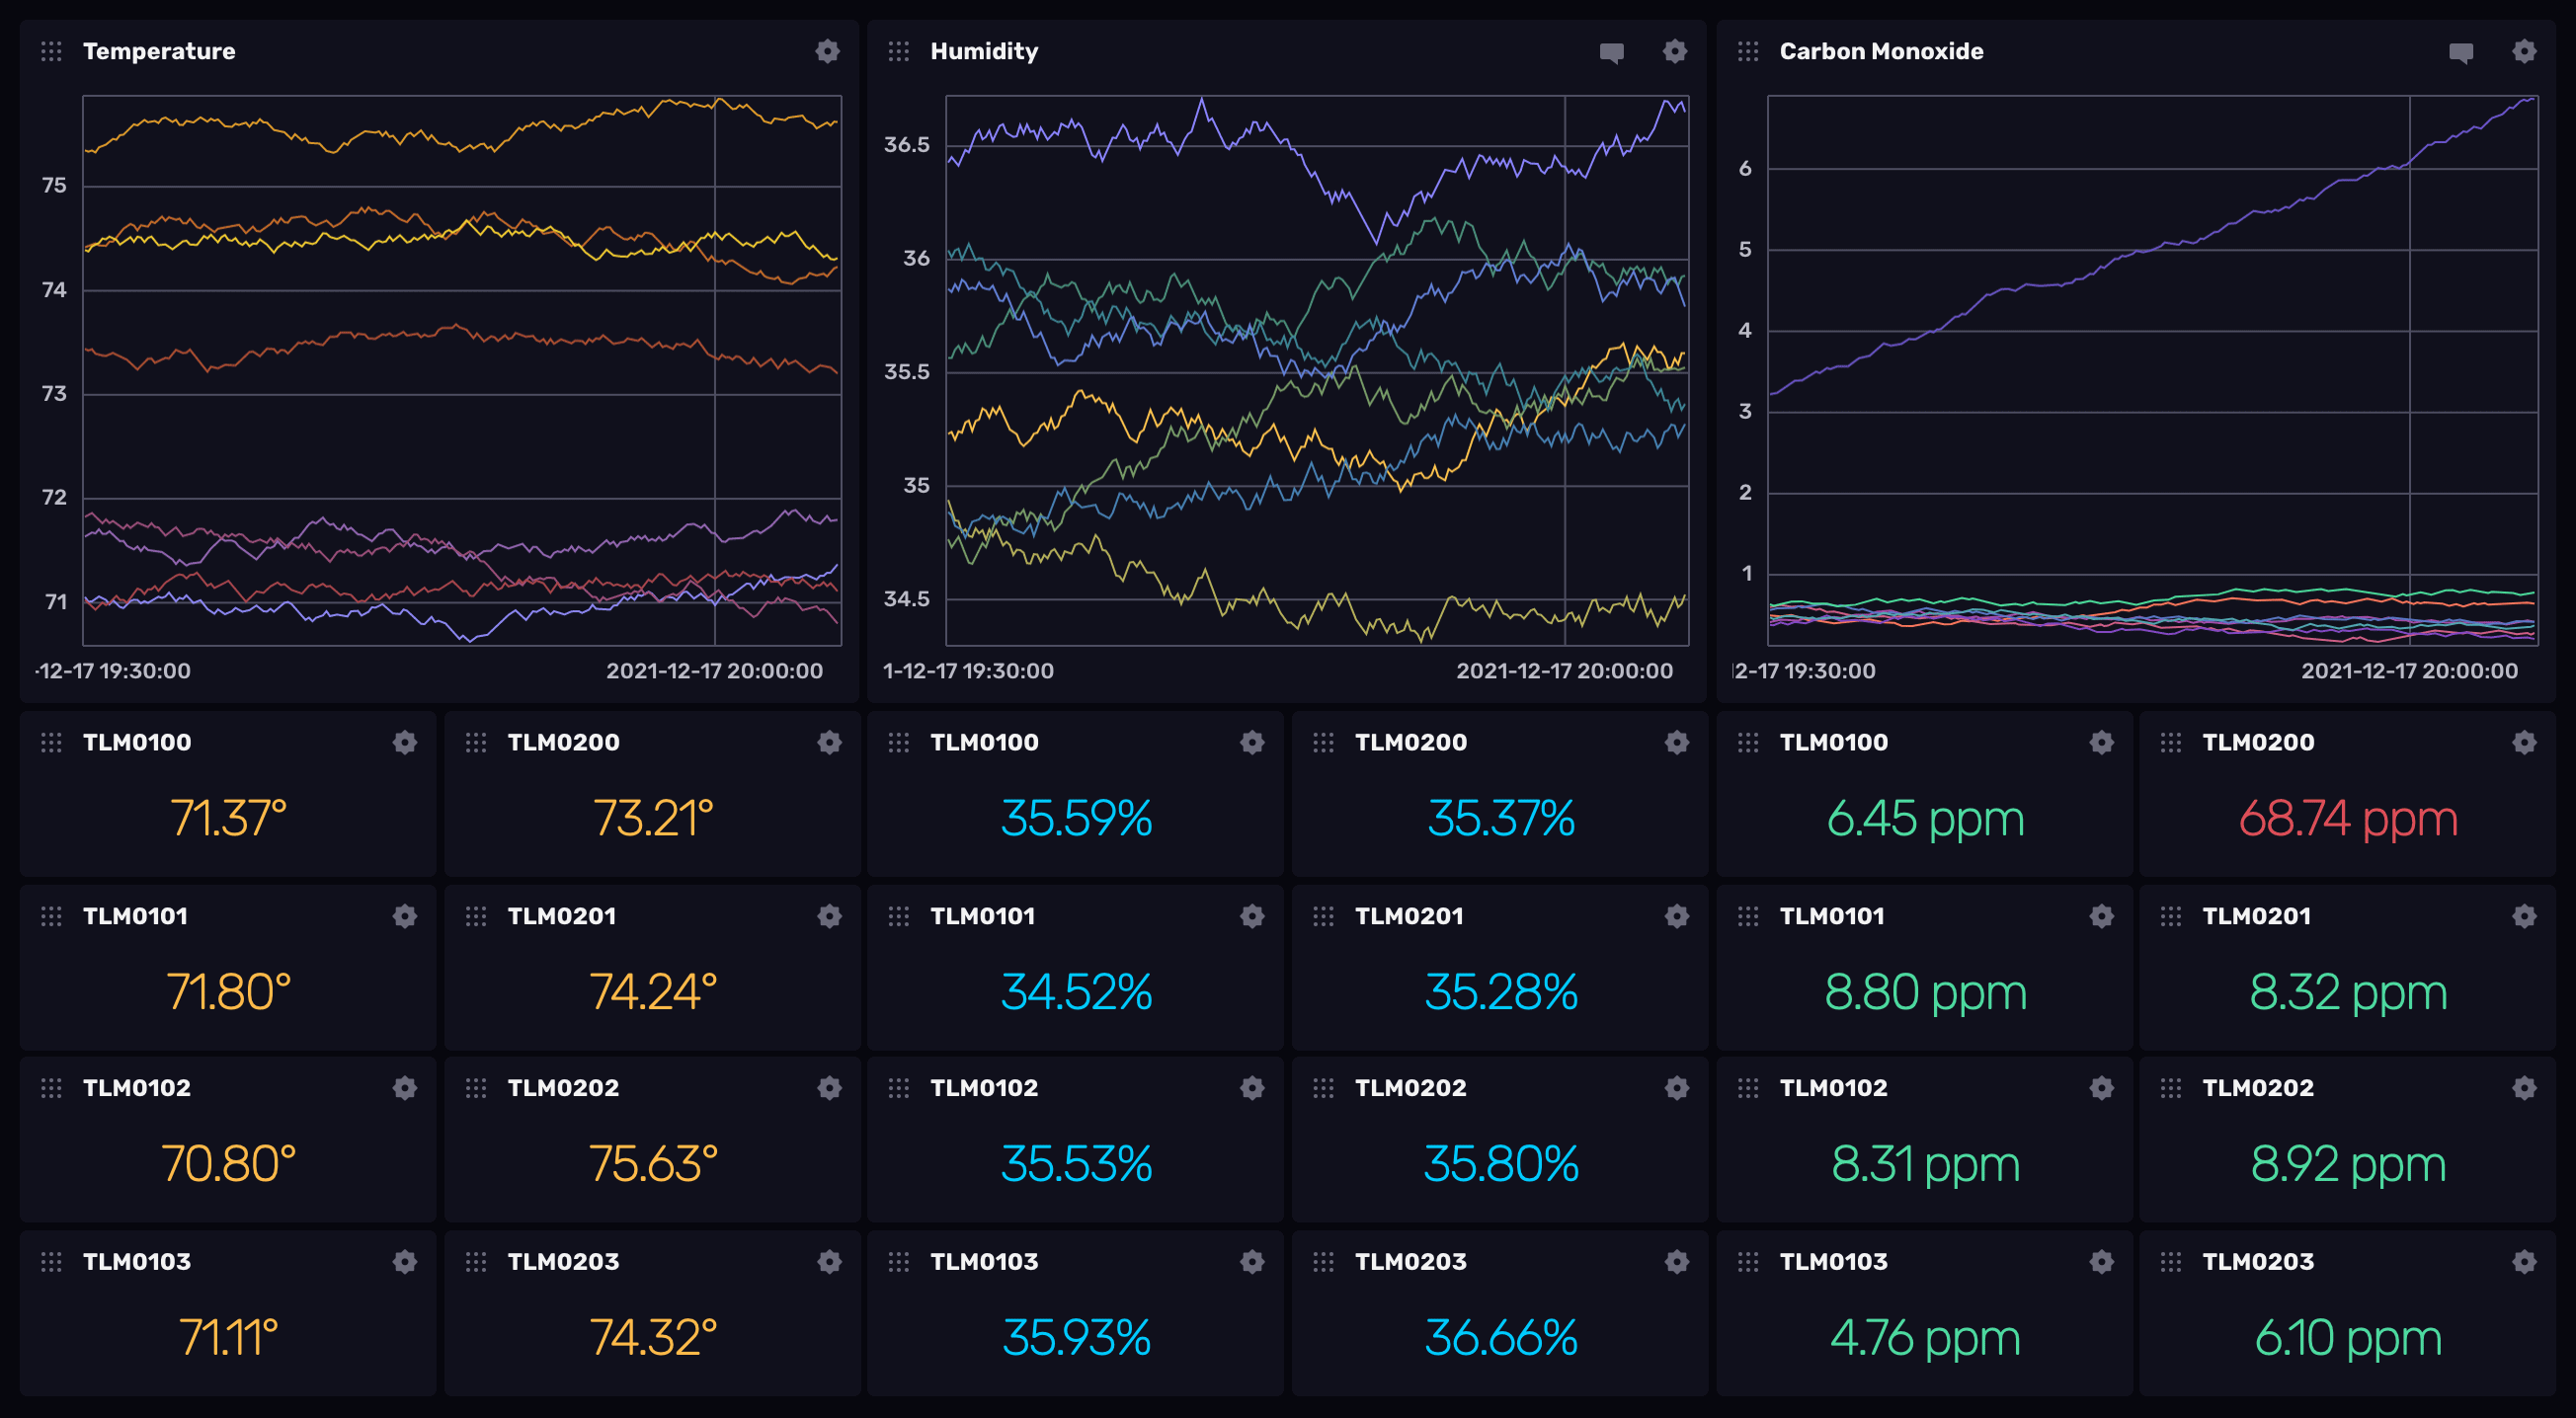 Temperature
75
74
73
72
71
-12-17 19:30:00 2021-12-17 20:00:00
Humidity
36.5
36
35.5
35
34.5
1-12-17 19:30:00 2021-12-17 20:00:00
Carbon Monoxide
6
5
4
3
2
1
2-17 19:30:00 2021-12-17 20:00:00
TLM0100 TLM0200 TLM0100 TLM0200 TLM0100 TLM0200
71.37° 73.21° 35.59% 35.37% 6.45 ppm 68.74 ppm
TLM0101 TLM0201 TLM0101 TLM0201 TLM0101 TLM0201
71.80° 74.24° 34.52% 35.28% 8.80 ppm 8.32 ppm
TLM0102 TLM0202 TLM0102 TLM0202 TLM0102 TLM0202
70.80° 75.63° 35.53% 35.80% 8.31 ppm 8.92 ppm
TLM0103 TLM0203 TLM0103 TLM0203 TLM0103 TLM0203
71.11° 74.32° 35.93% 36.66% 4.76 ppm 6.10 ppm